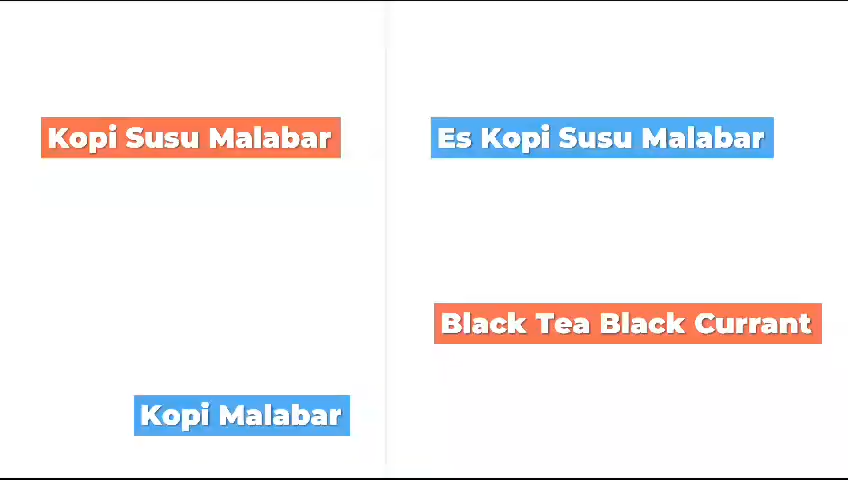 Kopi Susu Malabar
Es Kopi Susu Malabar
Black Tea Black Currant
Kopi Malabar